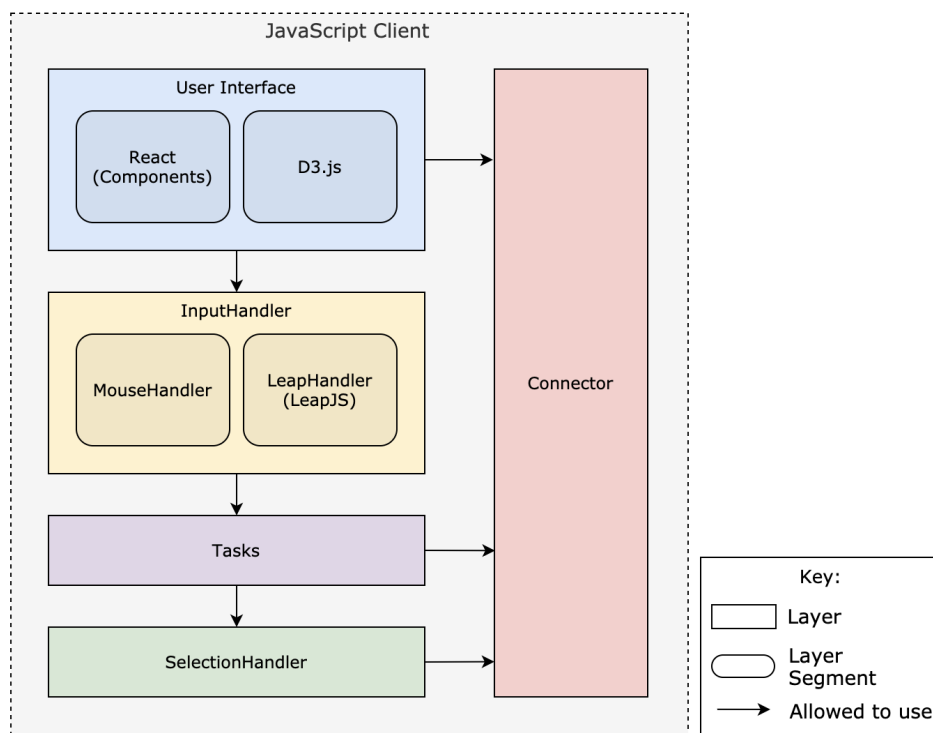 JavaScript Client
User Interface
React
(Components)
D3.js
InputHandler
MouseHandler
LeapHandler
(LeapJS)
Connector
Tasks
SelectionHandler
Key:
Layer
Layer
Segment
Allowed to use